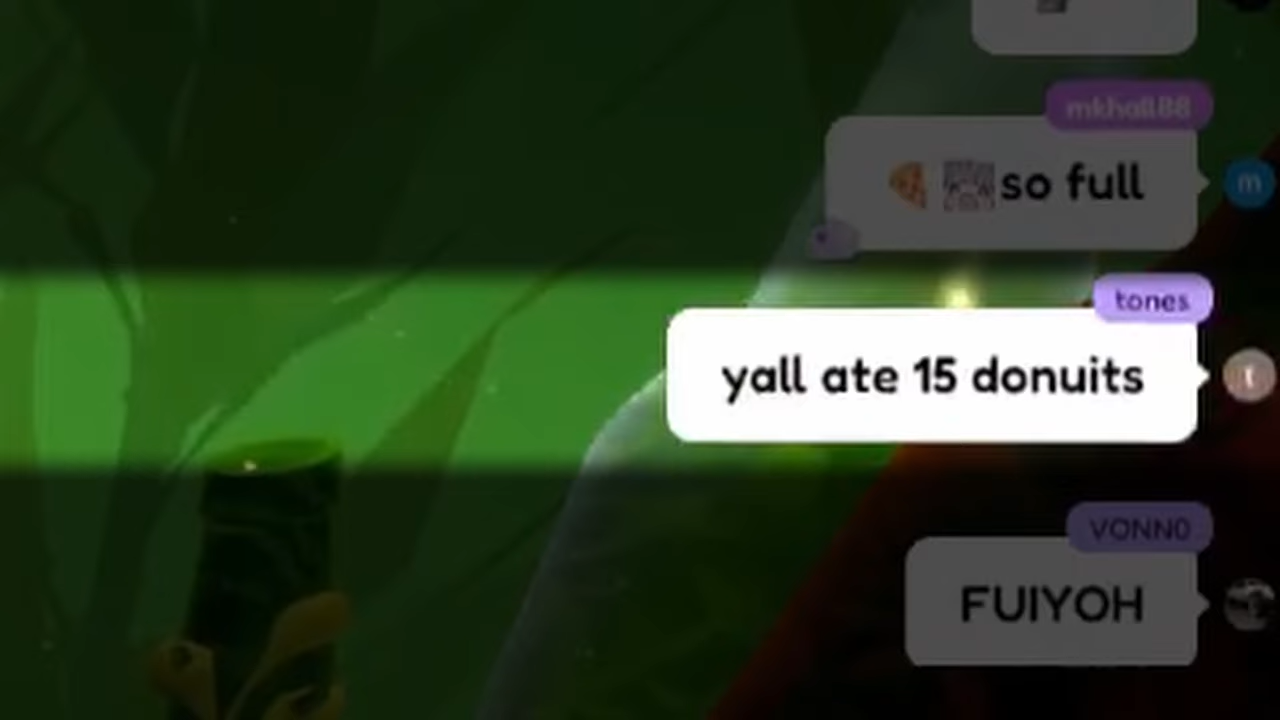 mkhall88
so full
m
tones
yall ate 15 donuits
t
VONN0
FUIYOH